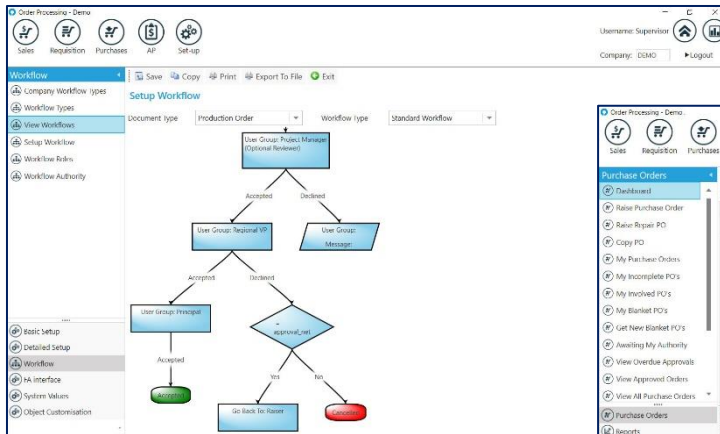 Order Processing - Demo
Sales Requisition Purchases AP Set-up
Username: Supervisor
Company: DEMO Logout
Workflow
Company Workflow Types
Workflow Types
View Workflows
Setup Workflow
Workflow Roles
Workflow Authority
Basic Setup
Detailed Setup
Workflow
FA Interface
System Values
Object Customisation
Save Copy Print Export To File Exit
Setup Workflow
Document Type Production Order Workflow Type Standard Workflow
User Group: Project Manager
(Optional Reviewer)
Accepted Declined
User Group: Regional VP
User Group:
Message:
Accepted Declined
User Group: Principal
approval_net
Accepted
Yes No
Accepted
Go Back To: Raiser
Cancelled
Order Processing - Demo
Sales Requisition Purchases
Purchase Orders
Dashboard
Raise Purchase Order
Raise Repair PO
Copy PO
My Purchase Orders
My Incomplete PO's
My Involved PO's
My Blanket PO's
Get New Blanket PO's
Awaiting My Authority
View Overdue Approvals
View Approved Orders
View All Purchase Orders
Purchase Orders
Reports